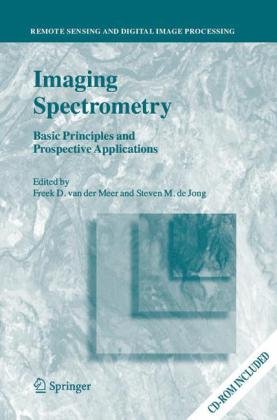 REMOTE SENSING AND DIGITAL IMAGE PROCESSING
Imaging
Spectrometry
Basic Principles and
Prospective Applications
Edited by
Freek D. van der Meer and Steven M. de Jong
CD-ROM INCLUDED
Springer